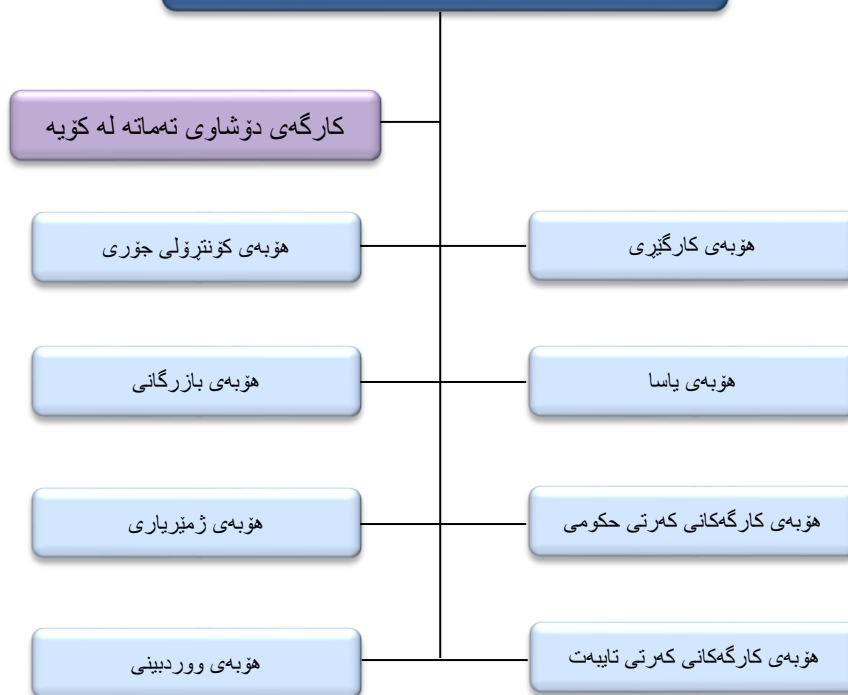 کارگەی دۆشاوی تەماتە لە کۆیە
هۆبەی کارگێری
هۆبەی کۆنترۆلی جۆری
هۆبەی یاسا
هۆبەی بازرگانی
هۆبەی کارگەکانی کەرتی حکومی
هۆبەی ژمێریاری
هۆبەی کارگەکانی کەرتی تایبەت
هۆبەی ووردبینی